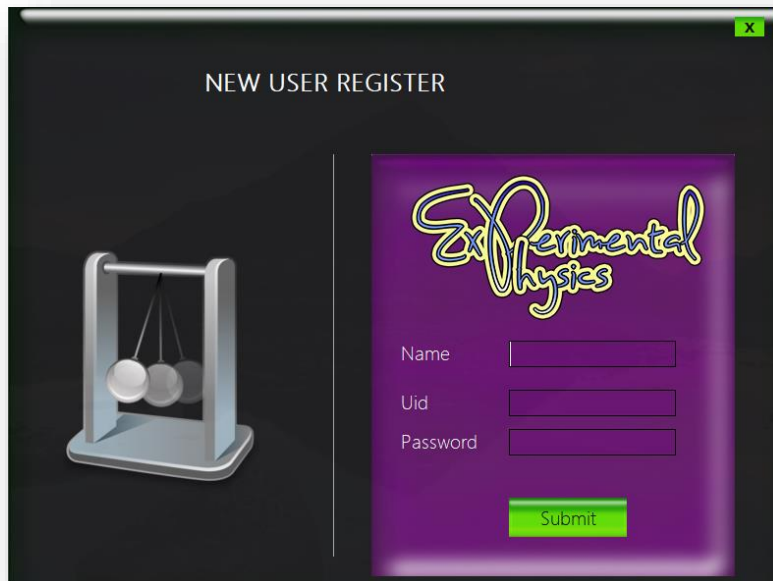 X
NEW USER REGISTER
ExPerimental
Physics
Name
Uid
Password
Submit